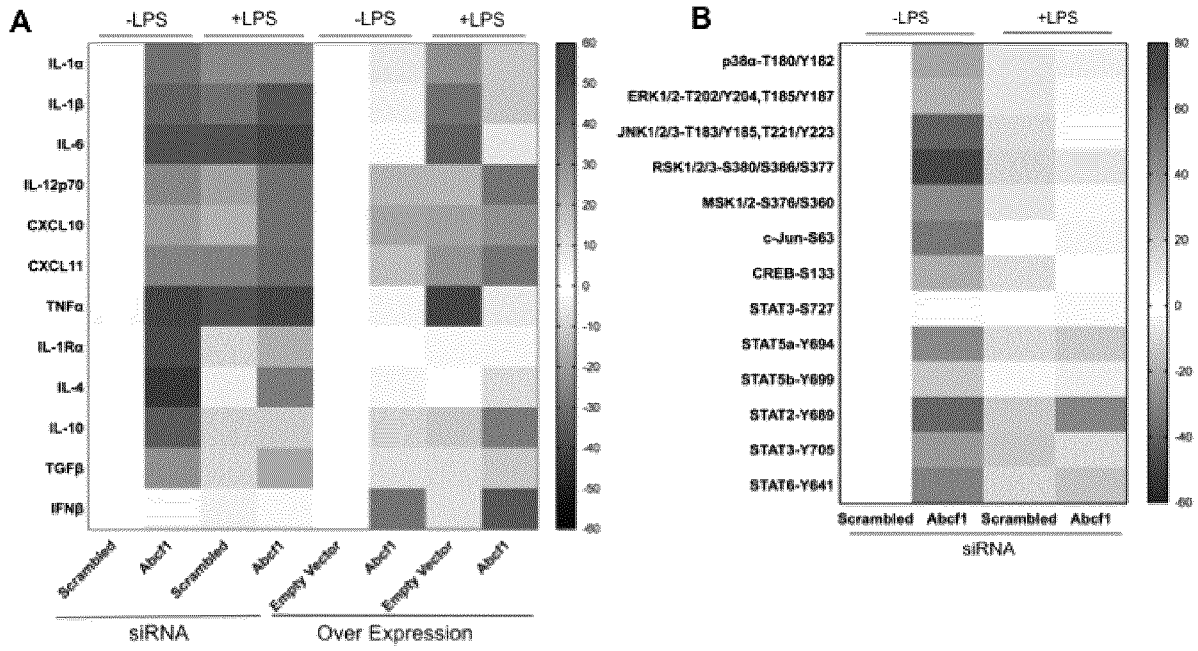 A
-LPS +LPS -LPS +LPS
IL-1α
IL-1β
IL-6
IL-12p70
CXCL10
CXCL11
TNFα
IL-1Rα
IL-4
IL-10
TGFβ
IFNβ
60
50
40
30
20
10
0
-10
-20
-30
-40
-50
-60
Scrambled Abcf1 Scrambled Abcf1 Empty Vector Abcf1 Empty Vector Abcf1
siRNA Over Expression
B
-LPS +LPS
p38α-T180/Y182
ERK1/2-T202/Y204,T185/Y187
JNK1/2/3-T183/Y185,T221/Y223
RSK1/2/3-S380/S386/S377
MSK1/2-S376/S360
c-Jun-S63
CREB-S133
STAT3-S727
STAT5a-Y694
STAT5b-Y699
STAT2-Y689
STAT3-Y705
STAT6-Y641
80
60
40
20
0
-20
-40
-60
Scrambled Abcf1 Scrambled Abcf1
siRNA